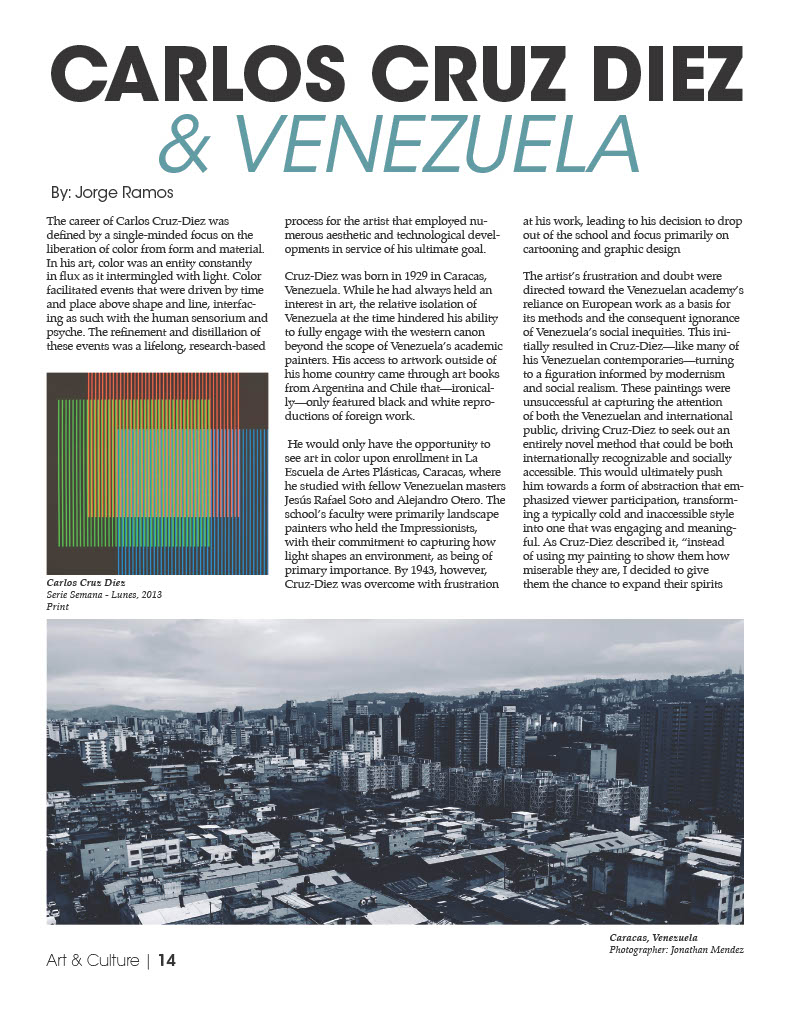 CARLOS CRUZ DIEZ
& VENEZUELA
By: Jorge Ramos
The career of Carlos Cruz-Diez was
defined by a single-minded focus on the
liberation of color from form and material.
In his art, color was an entity constantly
in flux as it intermingled with light. Color
facilitated events that were driven by time
and place above shape and line, interfac-
ing as such with the human sensorium and
psyche. The refinement and distillation of
these events was a lifelong, research-based
Carlos Cruz Diez
Serie Semana - Lunes, 2013
Print
process for the artist that employed nu-
merous aesthetic and technological devel-
opments in service of his ultimate goal.
Cruz-Diez was born in 1929 in Caracas,
Venezuela. While he had always held an
interest in art, the relative isolation of
Venezuela at the time hindered his ability
to fully engage with the western canon
beyond the scope of Venezuela's academic
painters. His access to artwork outside of
his home country came through art books
from Argentina and Chile that—ironical-
ly—only featured black and white repro-
ductions of foreign work.
He would only have the opportunity to
see art in color upon enrollment in La
Escuela de Artes Plásticas, Caracas, where
he studied with fellow Venezuelan masters
Jesús Rafael Soto and Alejandro Otero. The
school's faculty were primarily landscape
painters who held the Impressionists,
with their commitment to capturing how
light shapes an environment, as being of
primary importance. By 1943, however,
Cruz-Diez was overcome with frustration
at his work, leading to his decision to drop
out of the school and focus primarily on
cartooning and graphic design
The artist's frustration and doubt were
directed toward the Venezuelan academy's
reliance on European work as a basis for
its methods and the consequent ignorance
of Venezuela's social inequities. This ini-
tially resulted in Cruz-Diez—like many of
his Venezuelan contemporaries—turning
to a figuration informed by modernism
and social realism. These paintings were
unsuccessful at capturing the attention
of both the Venezuelan and international
public, driving Cruz-Diez to seek out an
entirely novel method that could be both
internationally recognizable and socially
accessible. This would ultimately push
him towards a form of abstraction that em-
phasized viewer participation, transform-
ing a typically cold and inaccessible style
into one that was engaging and meaning-
ful. As Cruz-Diez described it, “instead
of using my painting to show them how
miserable they are, I decided to give
them the chance to expand their spirits
Caracas, Venezuela
Photographer: Jonathan Mendez
Art & Culture | 14